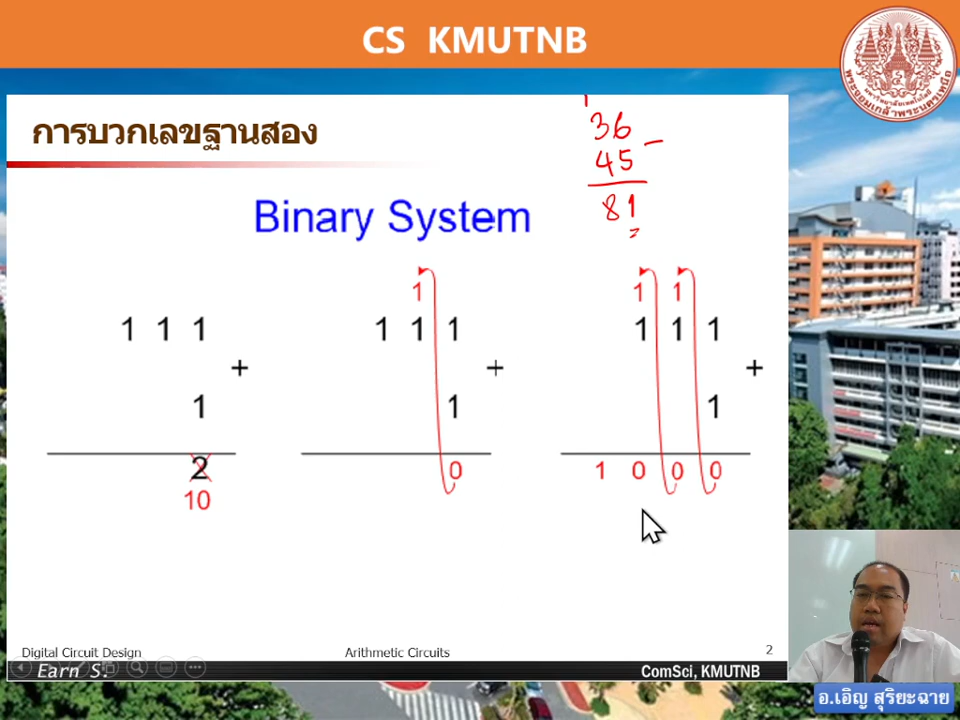 CS KMUTNB
การบวกเลขฐานสอง
1
36
45 -
81
Binary System
1 1 1
+
1
2
10
1
1 1 1
+
1
0
1 1
1 1 1
+
1
1 0 0 0
Digital Circuit Design
Arithmetic Circuits
2
Earn S.
ComSci, KMUTNB
อ.เอิญ สุริยะฉาย